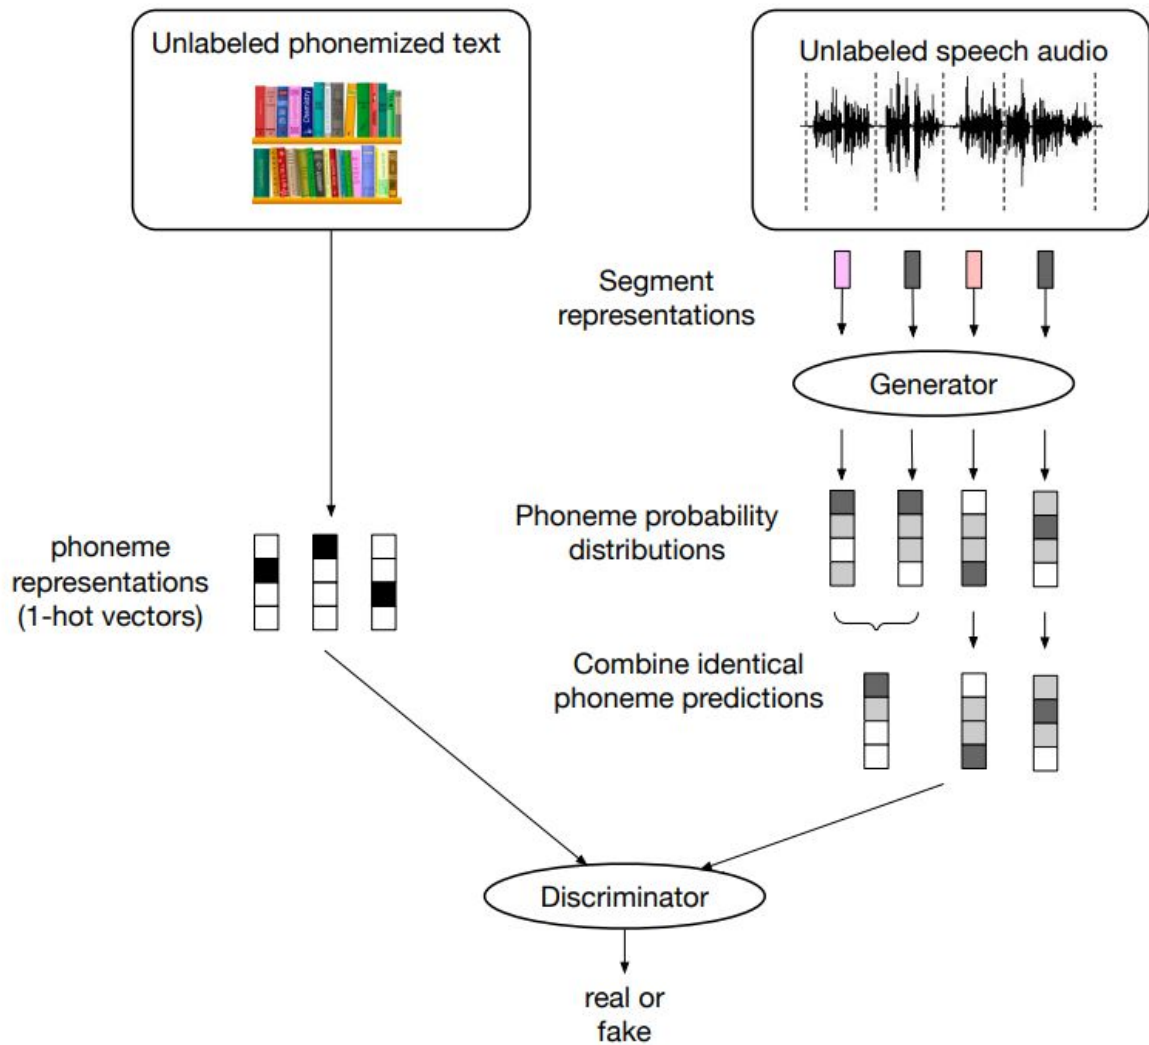 Unlabeled phonemized text
Chemistry
Unlabeled speech audio
Segment
representations
Generator
Phoneme probability
distributions
phoneme
representations
(1-hot vectors)
Combine identical
phoneme predictions
Discriminator
real or
fake